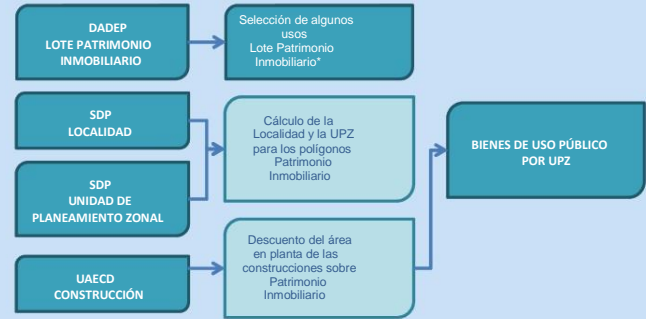 DADEP
LOTE PATRIMONIO
INMOBILIARIO
Selección de algunos
usos
Lote Patrimonio
Inmobiliario*
SDP
LOCALIDAD
SDP
UNIDAD DE
PLANEAMIENTO ZONAL
Cálculo de la
Localidad y la UPZ
para los polígonos
Patrimonio
Inmobiliario
BIENES DE USO PÚBLICO
POR UPZ
UAECD
CONSTRUCCIÓN
Descuento del área
en planta de las
construcciones sobre
Patrimonio
Inmobiliario